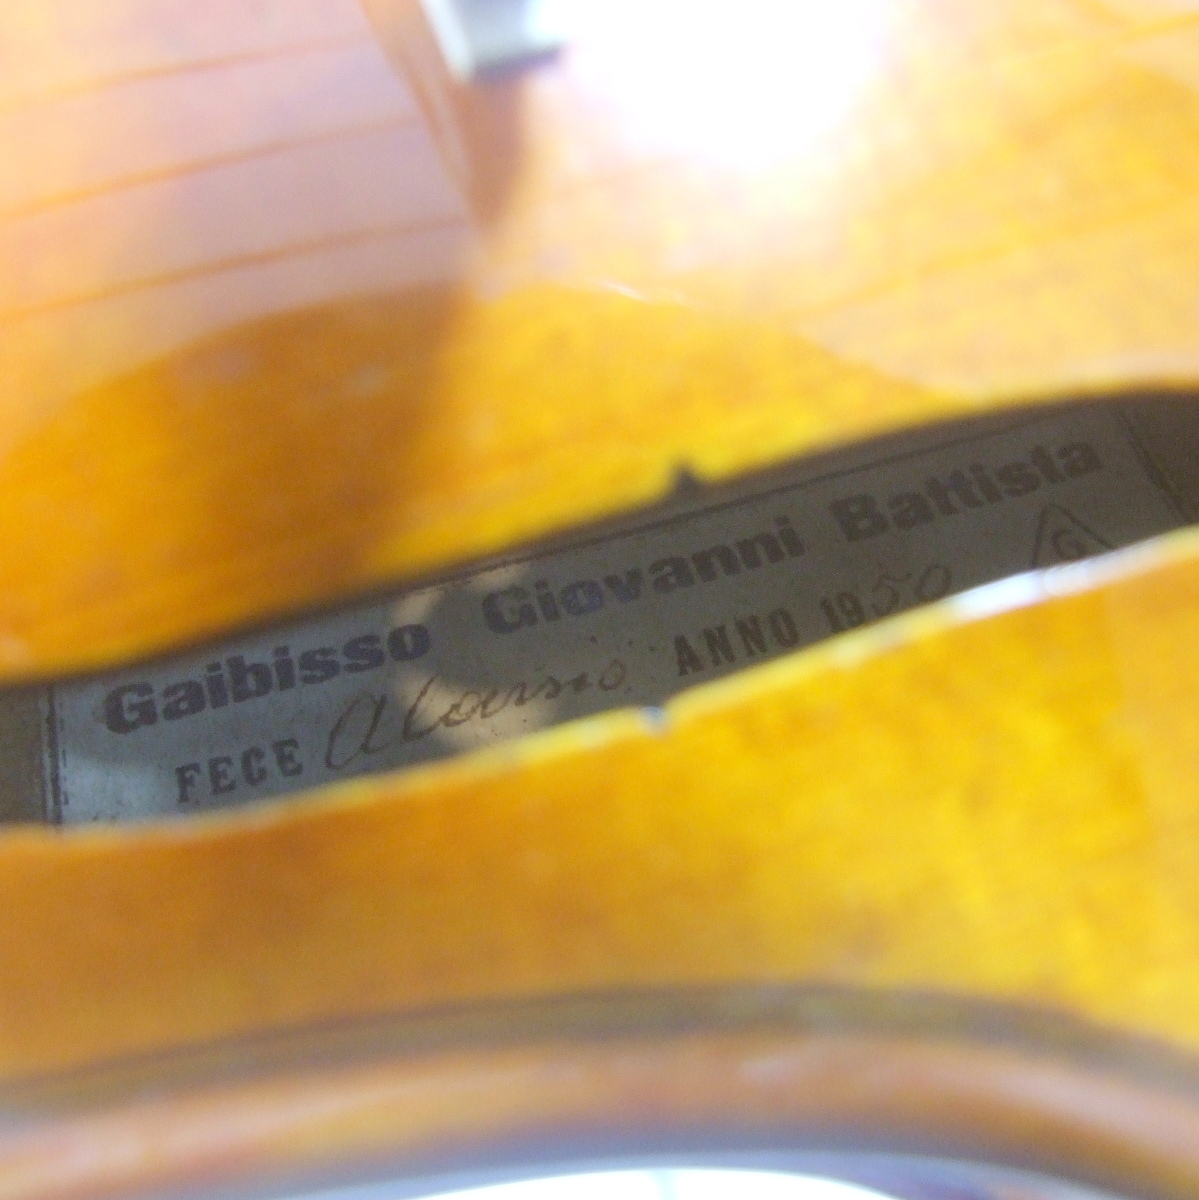 Gaibisso Giovanni Battista
FECE Alassio ANNO 1950
G